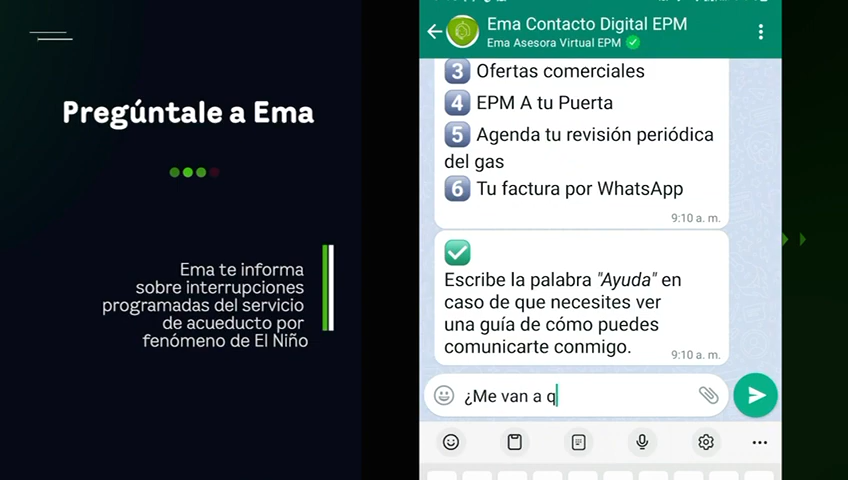 Pregúntale a Ema
Ema te informa
sobre interrupciones
programadas del servicio
de acueducto por
fenómeno de El Niño
Ema Contacto Digital EPM
Ema Asesora Virtual EPM
3 Ofertas comerciales
4 EPM A tu Puerta
5 Agenda tu revisión periódica
del gas
6 Tu factura por WhatsApp
9:10 a. m.
Escribe la palabra "Ayuda" en
caso de que necesites ver
una guía de cómo puedes
comunicarte conmigo.
9:10 a. m.
¿Me van a q